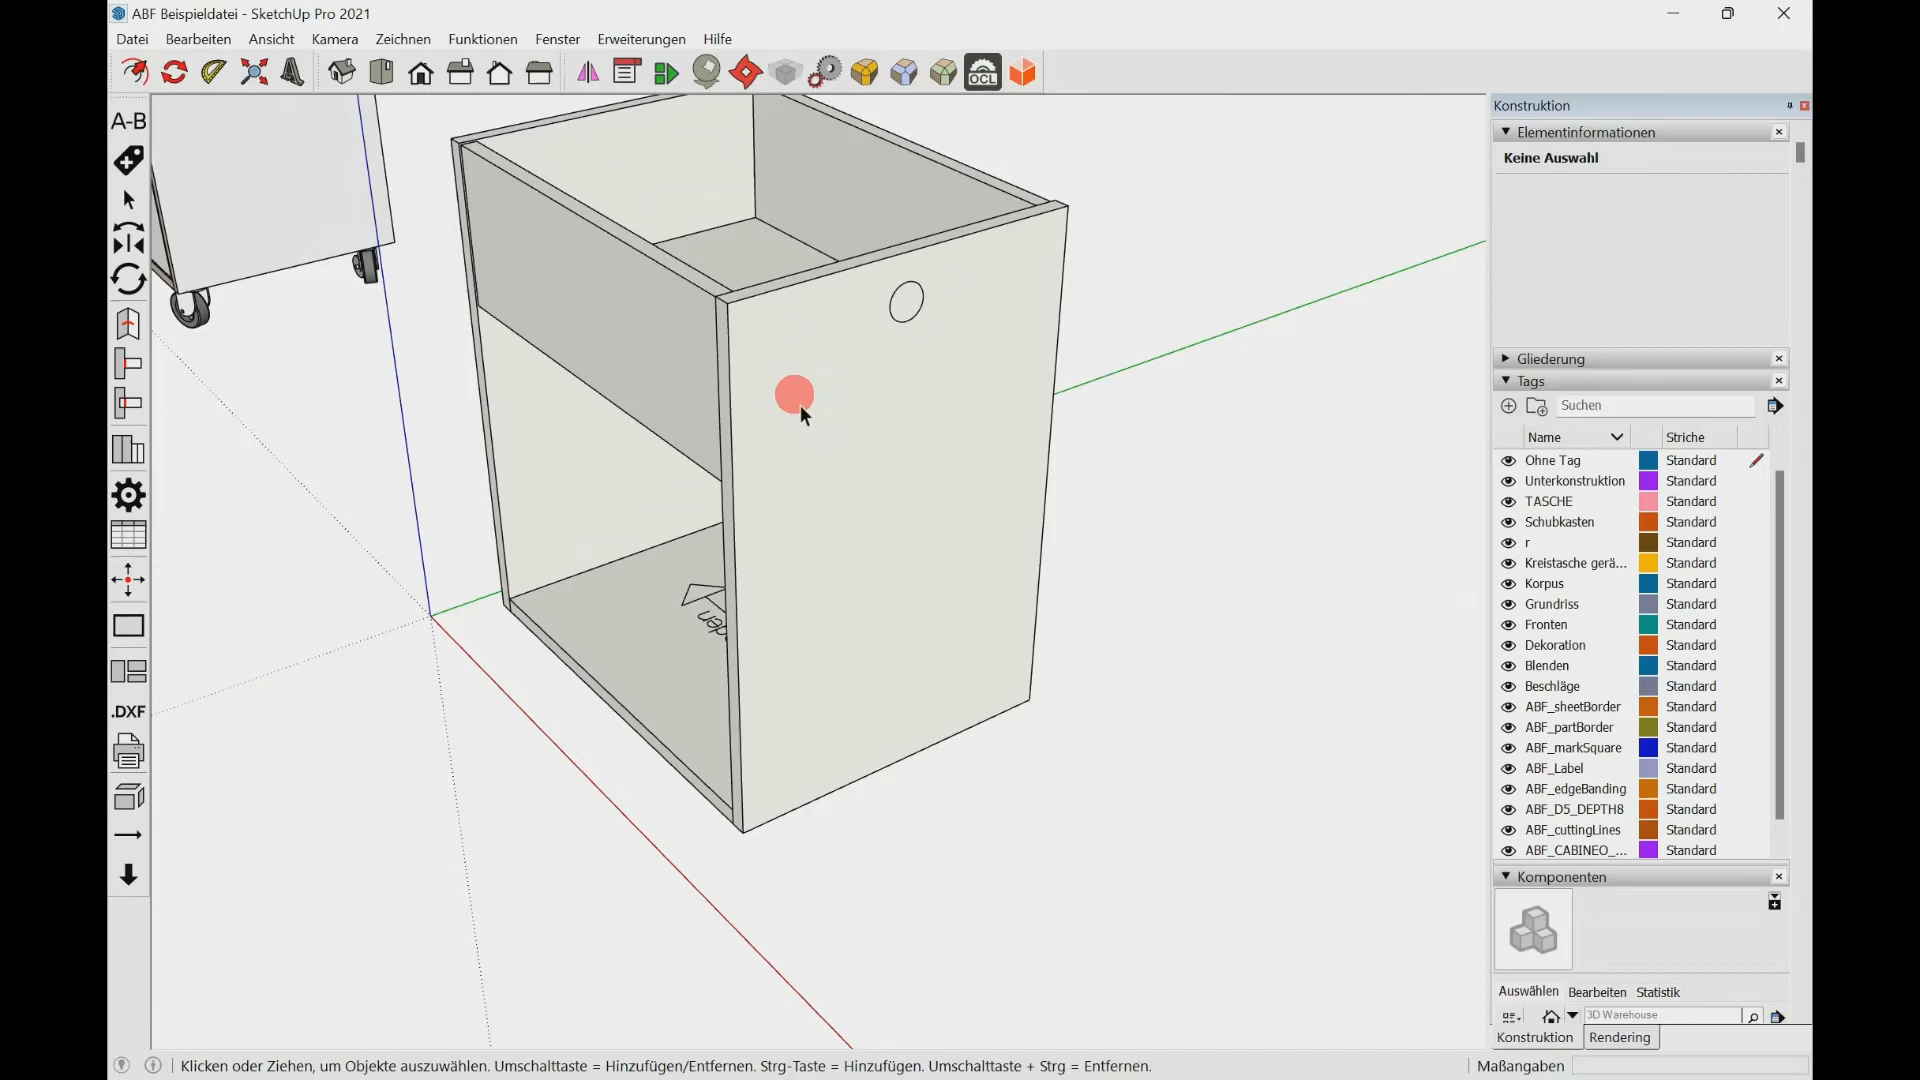 ABF Beispieldatei - SketchUp Pro 2021
Datei Bearbeiten Ansicht Kamera Zeichnen Funktionen Fenster Erweiterungen Hilfe
OCL
A-B
.DXF
Konstruktion
Elementinformationen
Keine Auswahl
Gliederung
Tags
Suchen
Name Striche
Ohne Tag Standard
Unterkonstruktion Standard
TASCHE Standard
Schubkasten Standard
r Standard
Kreistasche gerä... Standard
Korpus Standard
Grundriss Standard
Fronten Standard
Dekoration Standard
Blenden Standard
Beschläge Standard
ABF_sheetBorder Standard
ABF_partBorder Standard
ABF_markSquare Standard
ABF_Label Standard
ABF_edgeBanding Standard
ABF_D5_DEPTH8 Standard
ABF_cuttingLines Standard
ABF_CABINEO_... Standard
Komponenten
Auswählen Bearbeiten Statistik
3D Warehouse
Konstruktion Rendering
Klicken oder Ziehen, um Objekte auszuwählen. Umschalttaste = Hinzufügen/Entfernen. Strg-Taste = Hinzufügen. Umschalttaste + Strg = Entfernen.
Maßangaben